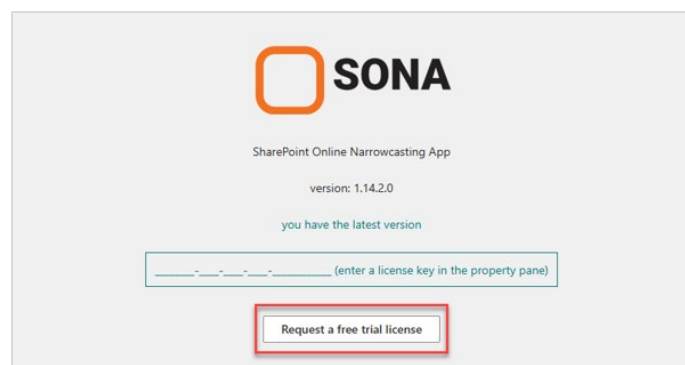 SONA
SharePoint Online Narrowcasting App
version: 1.14.2.0
you have the latest version
______-___-___-___-__________ (enter a license key in the property pane)
Request a free trial license